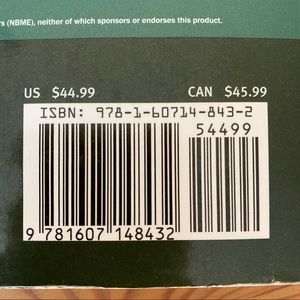 rs (NBME), neither of which sponsors or endorses this product.
US $44.99 CAN $45.99
ISBN: 978-1-60714-843-2
54499
9 781607 148432